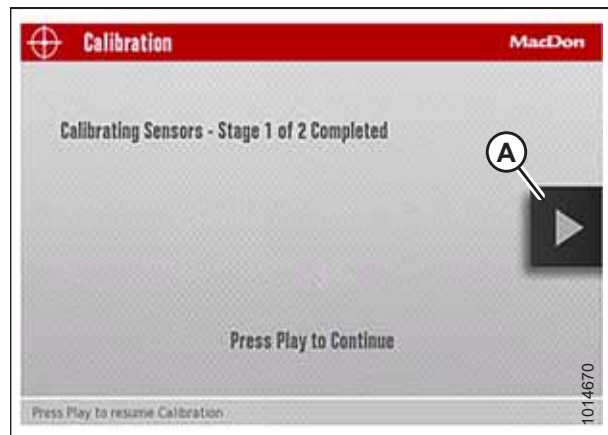 Calibration
MacDon
Calibrating Sensors - Stage 1 of 2 Completed
A
Press Play to Continue
Press Play to resume Calibration
1014670